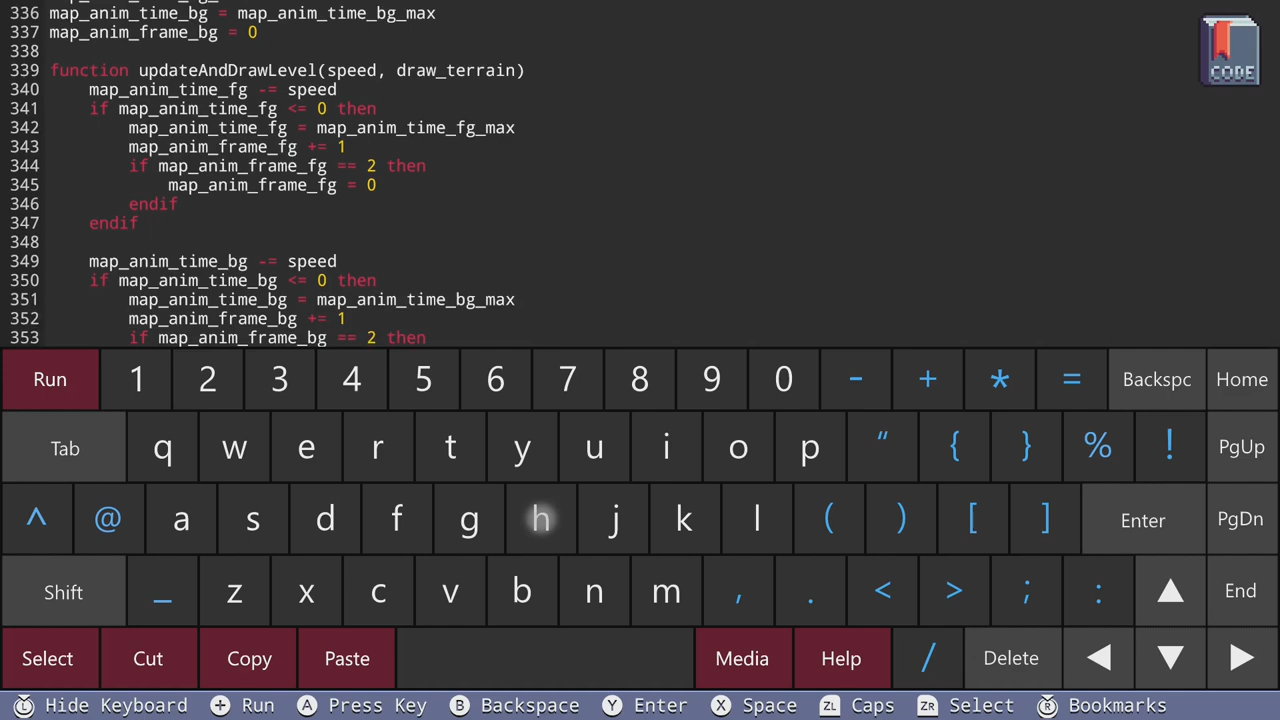 336 map_anim_time_bg = map_anim_time_bg_max
337 map_anim_frame_bg = 0
338
339 function updateAndDrawLevel(speed, draw_terrain)
340 map_anim_time_fg -= speed
341 if map_anim_time_fg <= 0 then
342 map_anim_time_fg = map_anim_time_fg_max
343 map_anim_frame_fg += 1
344 if map_anim_frame_fg == 2 then
345 map_anim_frame_fg = 0
346 endif
347 endif
348
349 map_anim_time_bg -= speed
350 if map_anim_time_bg <= 0 then
351 map_anim_time_bg = map_anim_time_bg_max
352 map_anim_frame_bg += 1
353 if map_anim_frame_bg == 2 then
CODE
Run 1 2 3 4 5 6 7 8 9 0 - + * = Backspc Home
Tab q w e r t y u i o p “ { } % ! PgUp
^ @ a s d f g h j k l ( ) [ ] Enter PgDn
Shift _ z x c v b n m , . < > ; : ▲ End
Select Cut Copy Paste Media Help / Delete ◀ ▼ ▶
L Hide Keyboard + Run A Press Key B Backspace Y Enter X Space ZL Caps ZR Select R Bookmarks